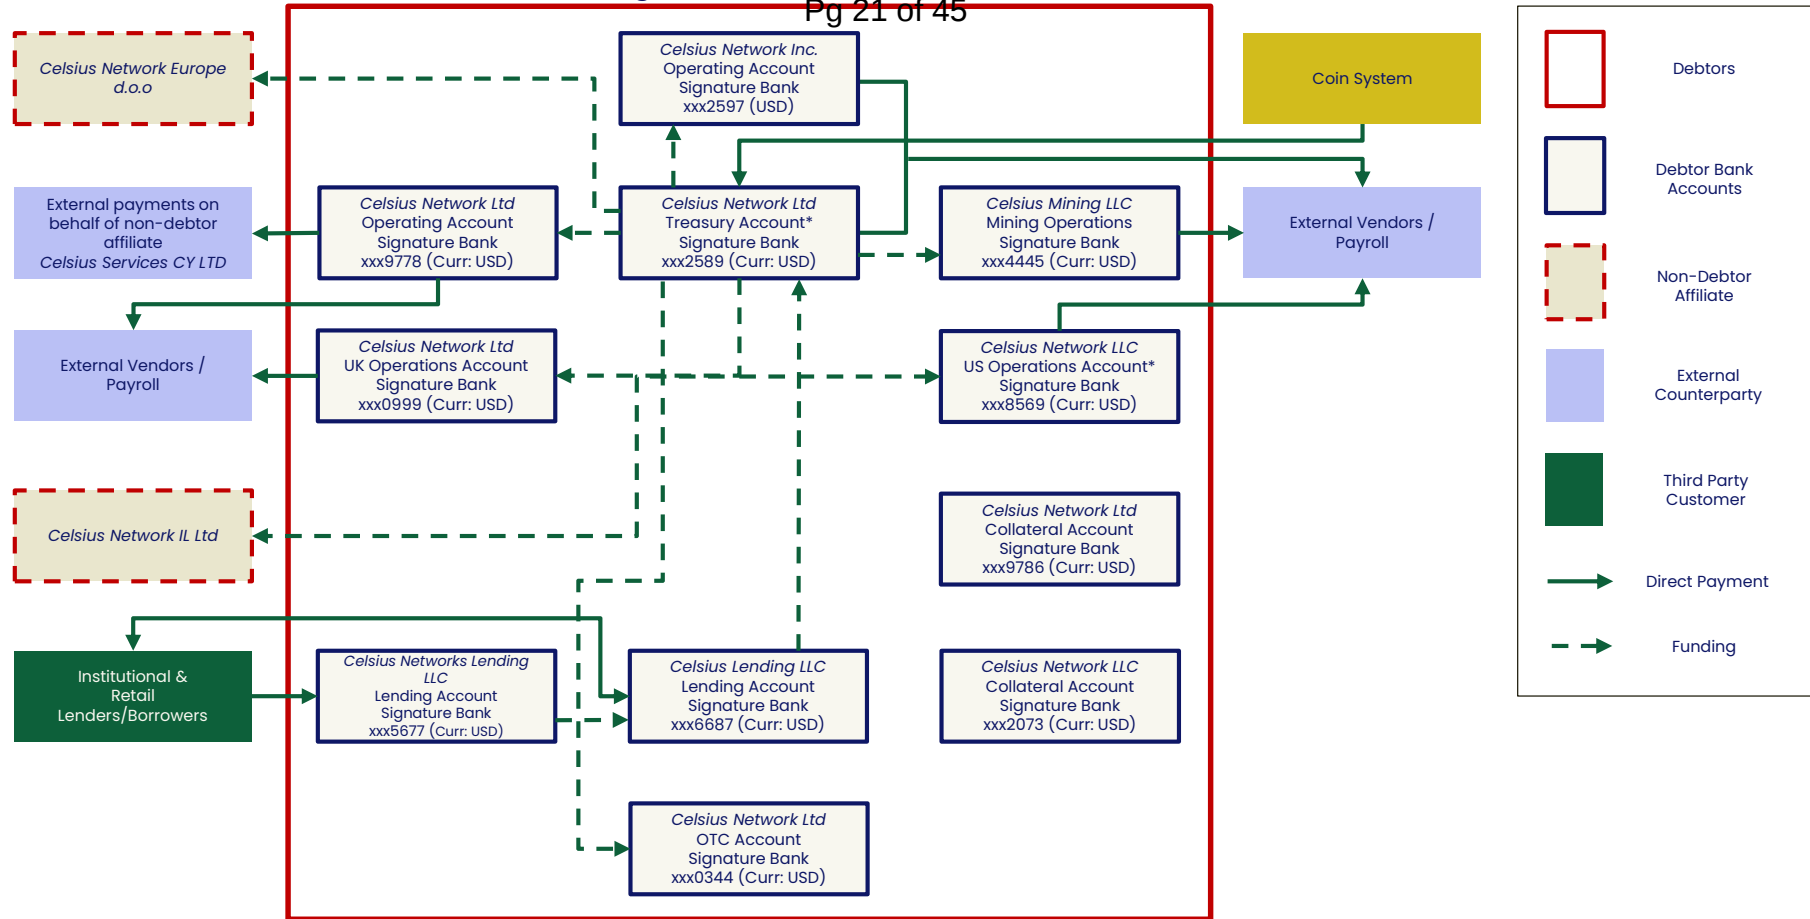 Pg 21 of 45
Celsius Network Europe
d.o.o
Celsius Network Inc.
Operating Account
Signature Bank
xxx2597 (USD)
Coin System
External payments on
behalf of non-debtor
affiliate
Celsius Services CY LTD
Celsius Network Ltd
Operating Account
Signature Bank
xxx9778 (Curr: USD)
Celsius Network Ltd
Treasury Account*
Signature Bank
xxx2589 (Curr: USD)
Celsius Mining LLC
Mining Operations
Signature Bank
xxx4445 (Curr: USD)
External Vendors /
Payroll
External Vendors /
Payroll
Celsius Network Ltd
UK Operations Account
Signature Bank
xxx0999 (Curr: USD)
Celsius Network LLC
US Operations Account*
Signature Bank
xxx8569 (Curr: USD)
Celsius Network IL Ltd
Celsius Network Ltd
Collateral Account
Signature Bank
xxx9786 (Curr: USD)
Institutional &
Retail
Lenders/Borrowers
Celsius Networks Lending
LLC
Lending Account
Signature Bank
xxx5677 (Curr: USD)
Celsius Lending LLC
Lending Account
Signature Bank
xxx6687 (Curr: USD)
Celsius Network LLC
Collateral Account
Signature Bank
xxx2073 (Curr: USD)
Celsius Network Ltd
OTC Account
Signature Bank
xxx0344 (Curr: USD)
Debtors
Debtor Bank
Accounts
Non-Debtor
Affiliate
External
Counterparty
Third Party
Customer
Direct Payment
Funding